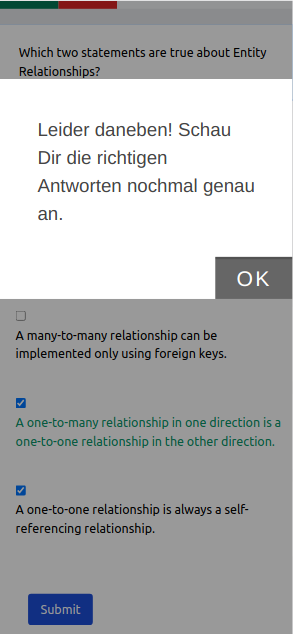 Which two statements are true about Entity
Relationships?
Leider daneben! Schau
Dir die richtigen
Antworten nochmal genau
an.
OK
A many-to-many relationship can be
implemented only using foreign keys.
A one-to-many relationship in one direction is a
one-to-one relationship in the other direction.
A one-to-one relationship is always a self-
referencing relationship.
Submit